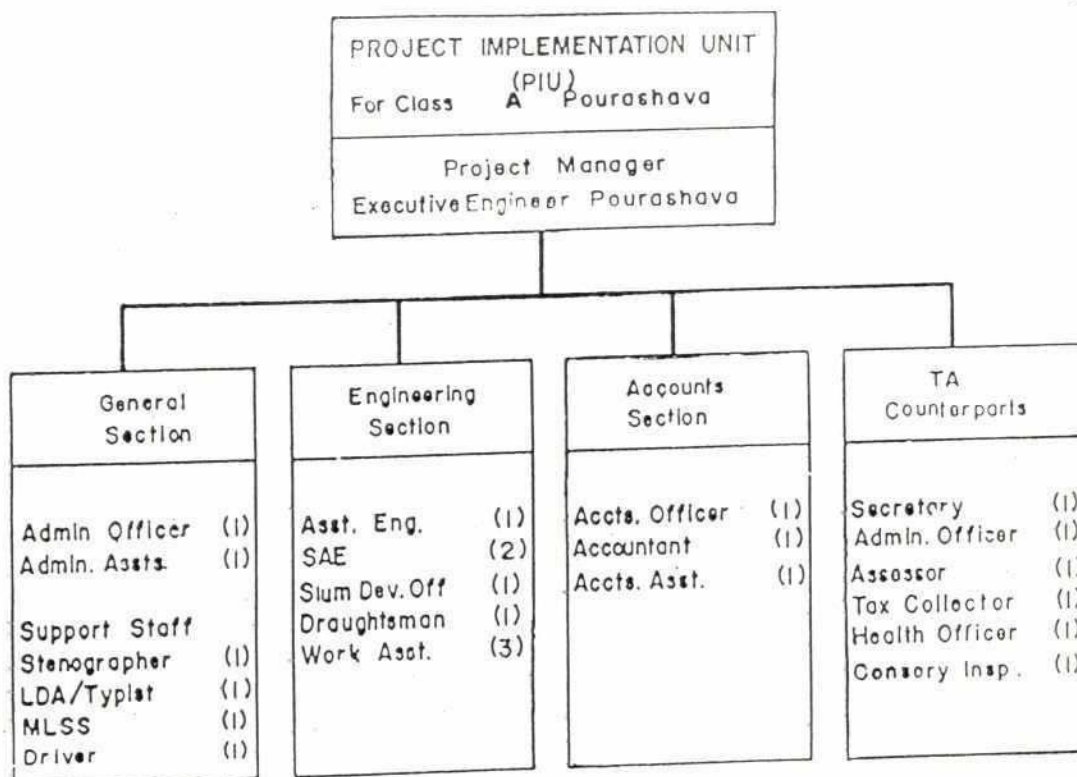 PROJECT IMPLEMENTATION UNIT
(PIU)
For Class A Pourashava
Project Manager
Executive Engineer Pourashava
General
Section
Admin Officer (1)
Admin. Assts. (1)
Support Staff
Stenographer (1)
LDA/Typist (1)
MLSS (1)
Driver (1)
Engineering
Section
Asst. Eng. (1)
SAE (2)
Slum Dev. Off (1)
Draughtsman (1)
Work Asst. (3)
Accounts
Section
Accts. Officer (1)
Accountant (1)
Accts. Asst. (1)
TA
Counterparts
Secretory (1)
Admin. Officer (1)
Assessor (1)
Tax Collector (1)
Health Officer (1)
Consory Insp. (1)